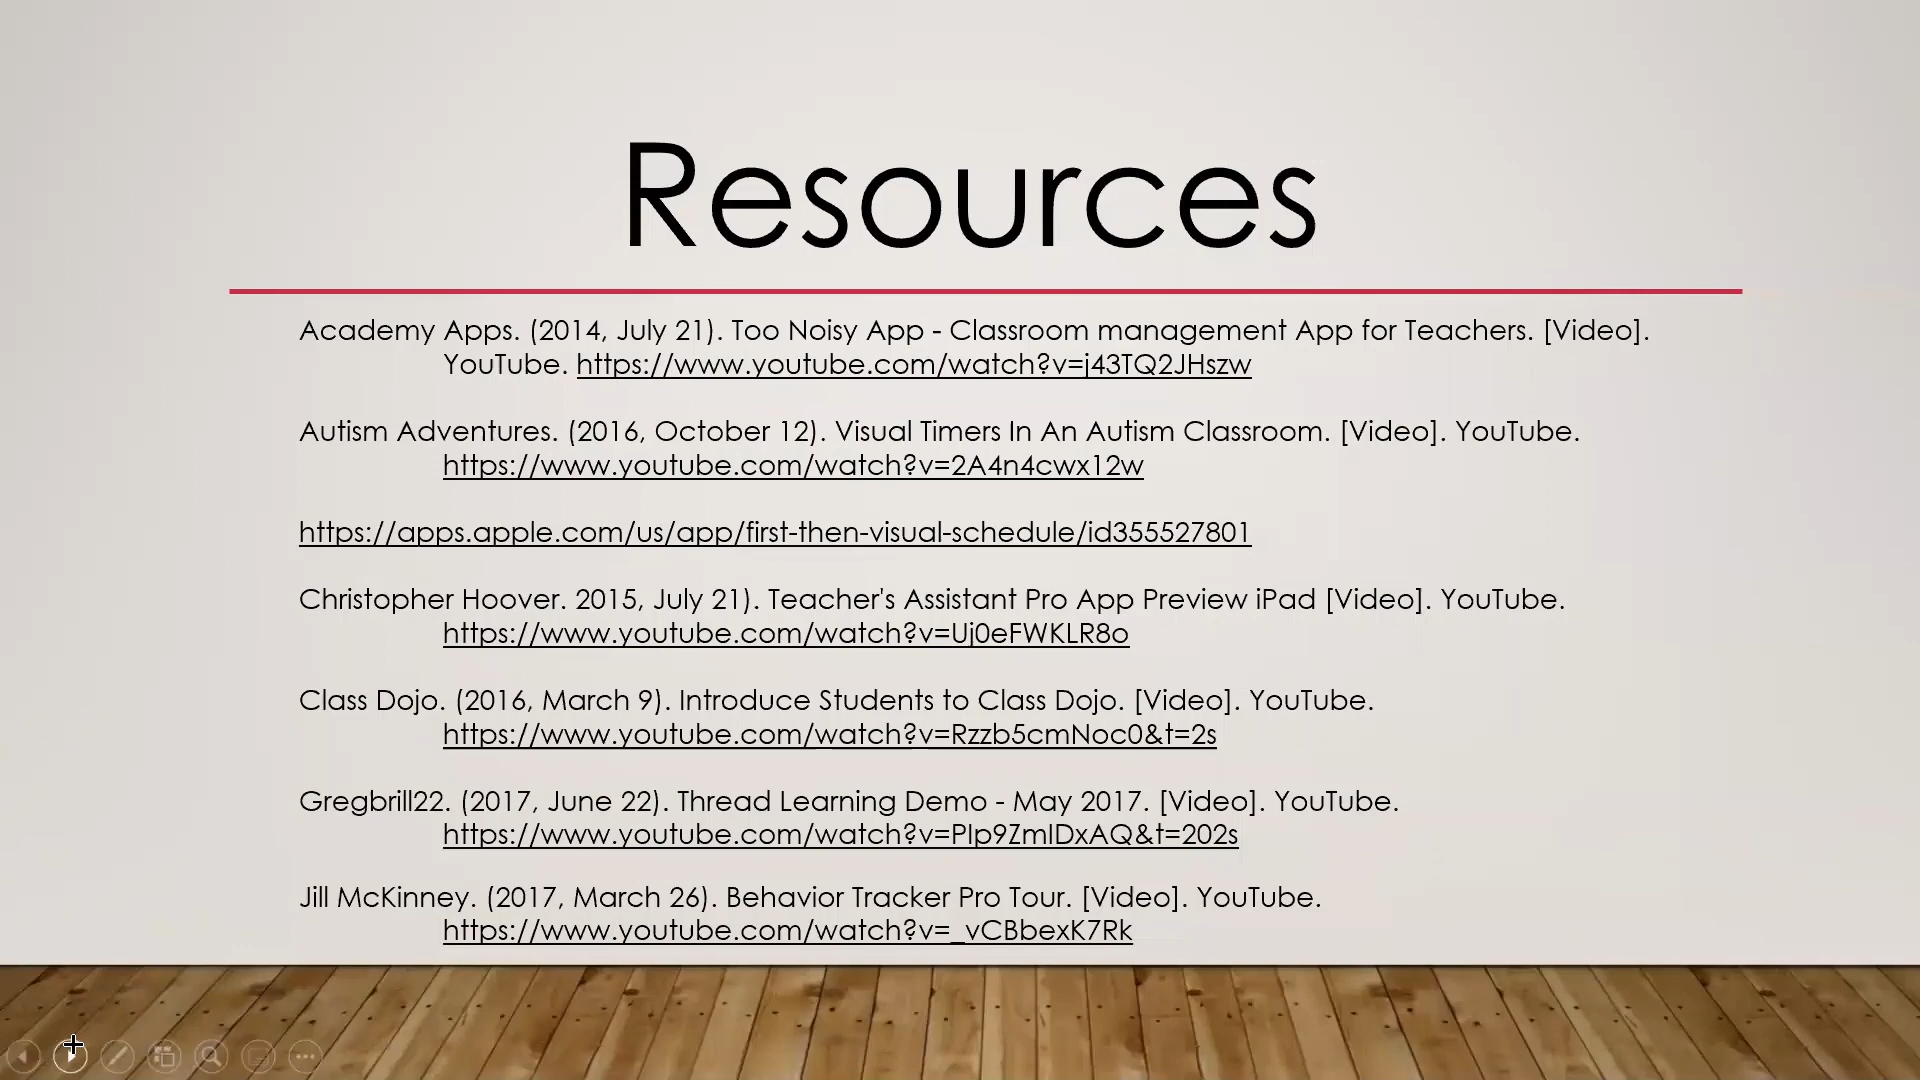 Resources
Academy Apps. (2014, July 21). Too Noisy App - Classroom management App for Teachers. [Video].
YouTube. https://www.youtube.com/watch?v=j43TQ2JHszw
Autism Adventures. (2016, October 12). Visual Timers In An Autism Classroom. [Video]. YouTube.
https://www.youtube.com/watch?v=2A4n4cwx12w
https://apps.apple.com/us/app/first-then-visual-schedule/id355527801
Christopher Hoover. 2015, July 21). Teacher's Assistant Pro App Preview iPad [Video]. YouTube.
https://www.youtube.com/watch?v=Uj0eFWKLR8o
Class Dojo. (2016, March 9). Introduce Students to Class Dojo. [Video]. YouTube.
https://www.youtube.com/watch?v=Rzzb5cmNoc0&t=2s
Gregbrill22. (2017, June 22). Thread Learning Demo - May 2017. [Video]. YouTube.
https://www.youtube.com/watch?v=PIp9ZmlDxAQ&t=202s
Jill McKinney. (2017, March 26). Behavior Tracker Pro Tour. [Video]. YouTube.
https://www.youtube.com/watch?v=_vCBbexK7Rk